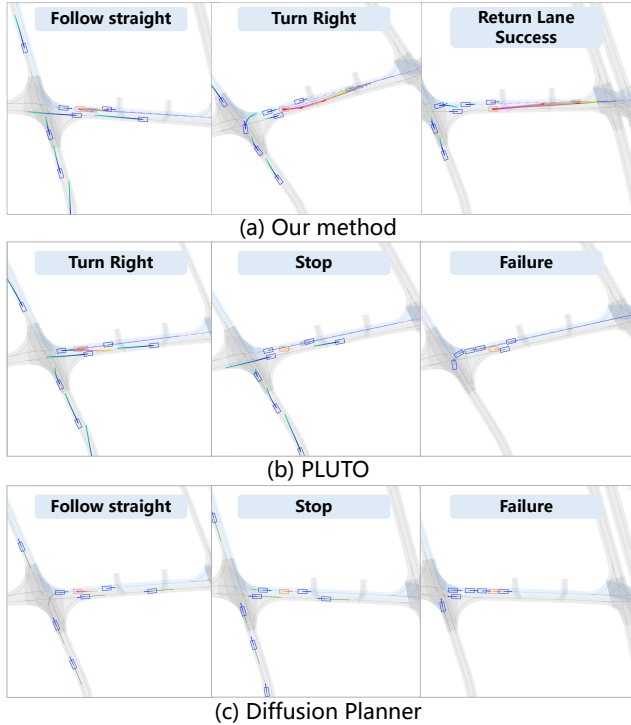 Follow straight
Turn Right
Return Lane
Success
(a) Our method
Turn Right
Stop
Failure
(b) PLUTO
Follow straight
Stop
Failure
(c) Diffusion Planner